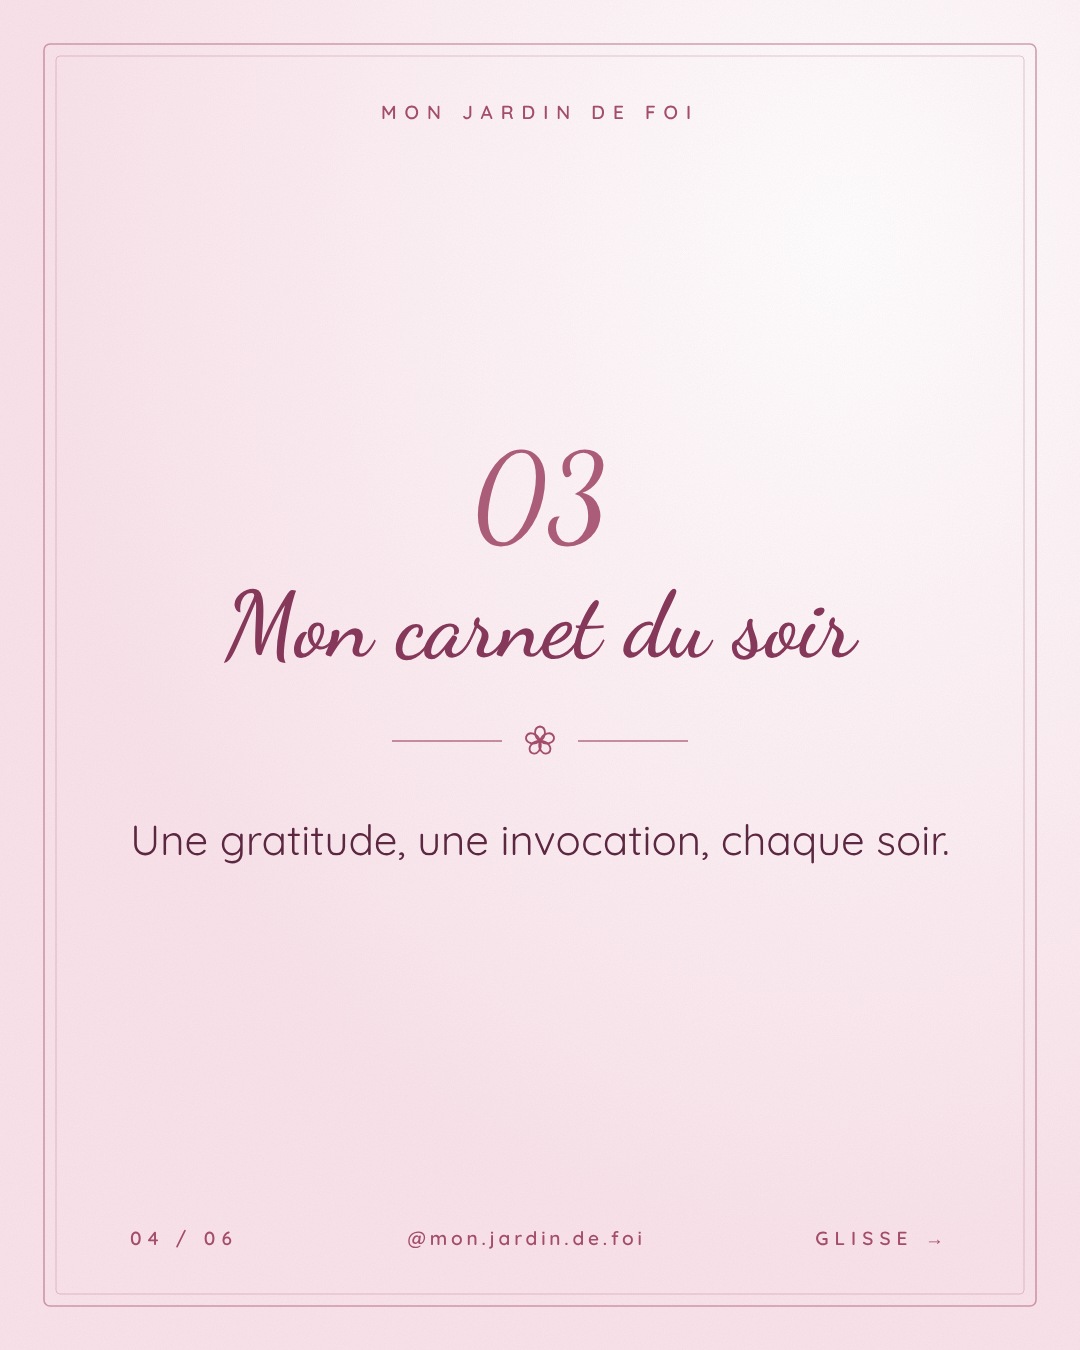 MON JARDIN DE FOI
03
Mon carnet du soir
Une gratitude, une invocation, chaque soir.
04 / 06
@mon.jardin.de.foi
GLISSE →